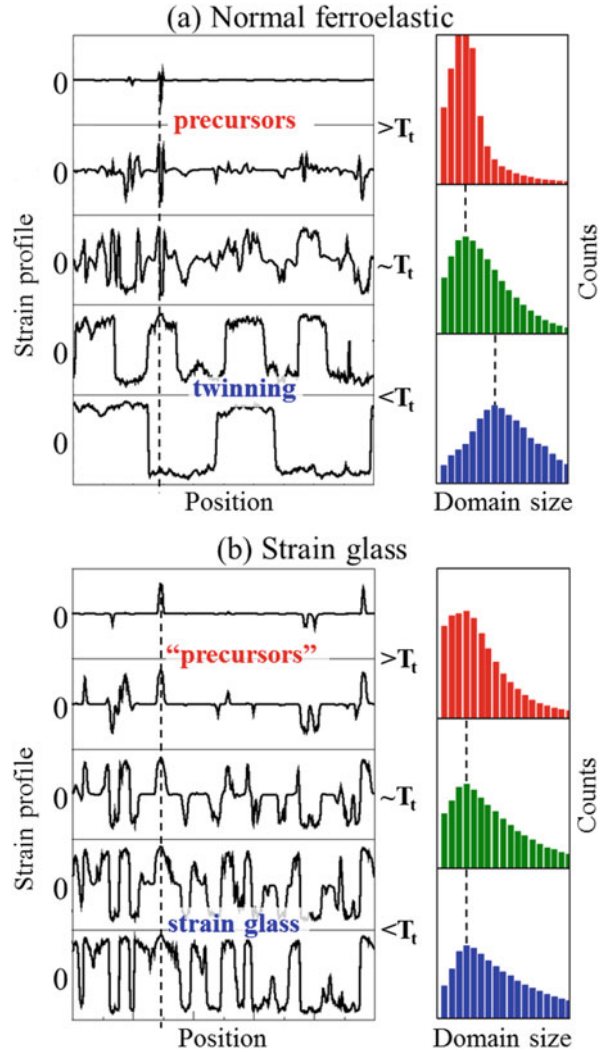 (a) Normal ferroelastic
Strain profile
0
precursors
>Tt
0
0
~Tt
0
twinning
<Tt
0
Position
Counts
Domain size
(b) Strain glass
Strain profile
0
"precursors"
>Tt
0
0
~Tt
0
strain glass
<Tt
0
Position
Counts
Domain size